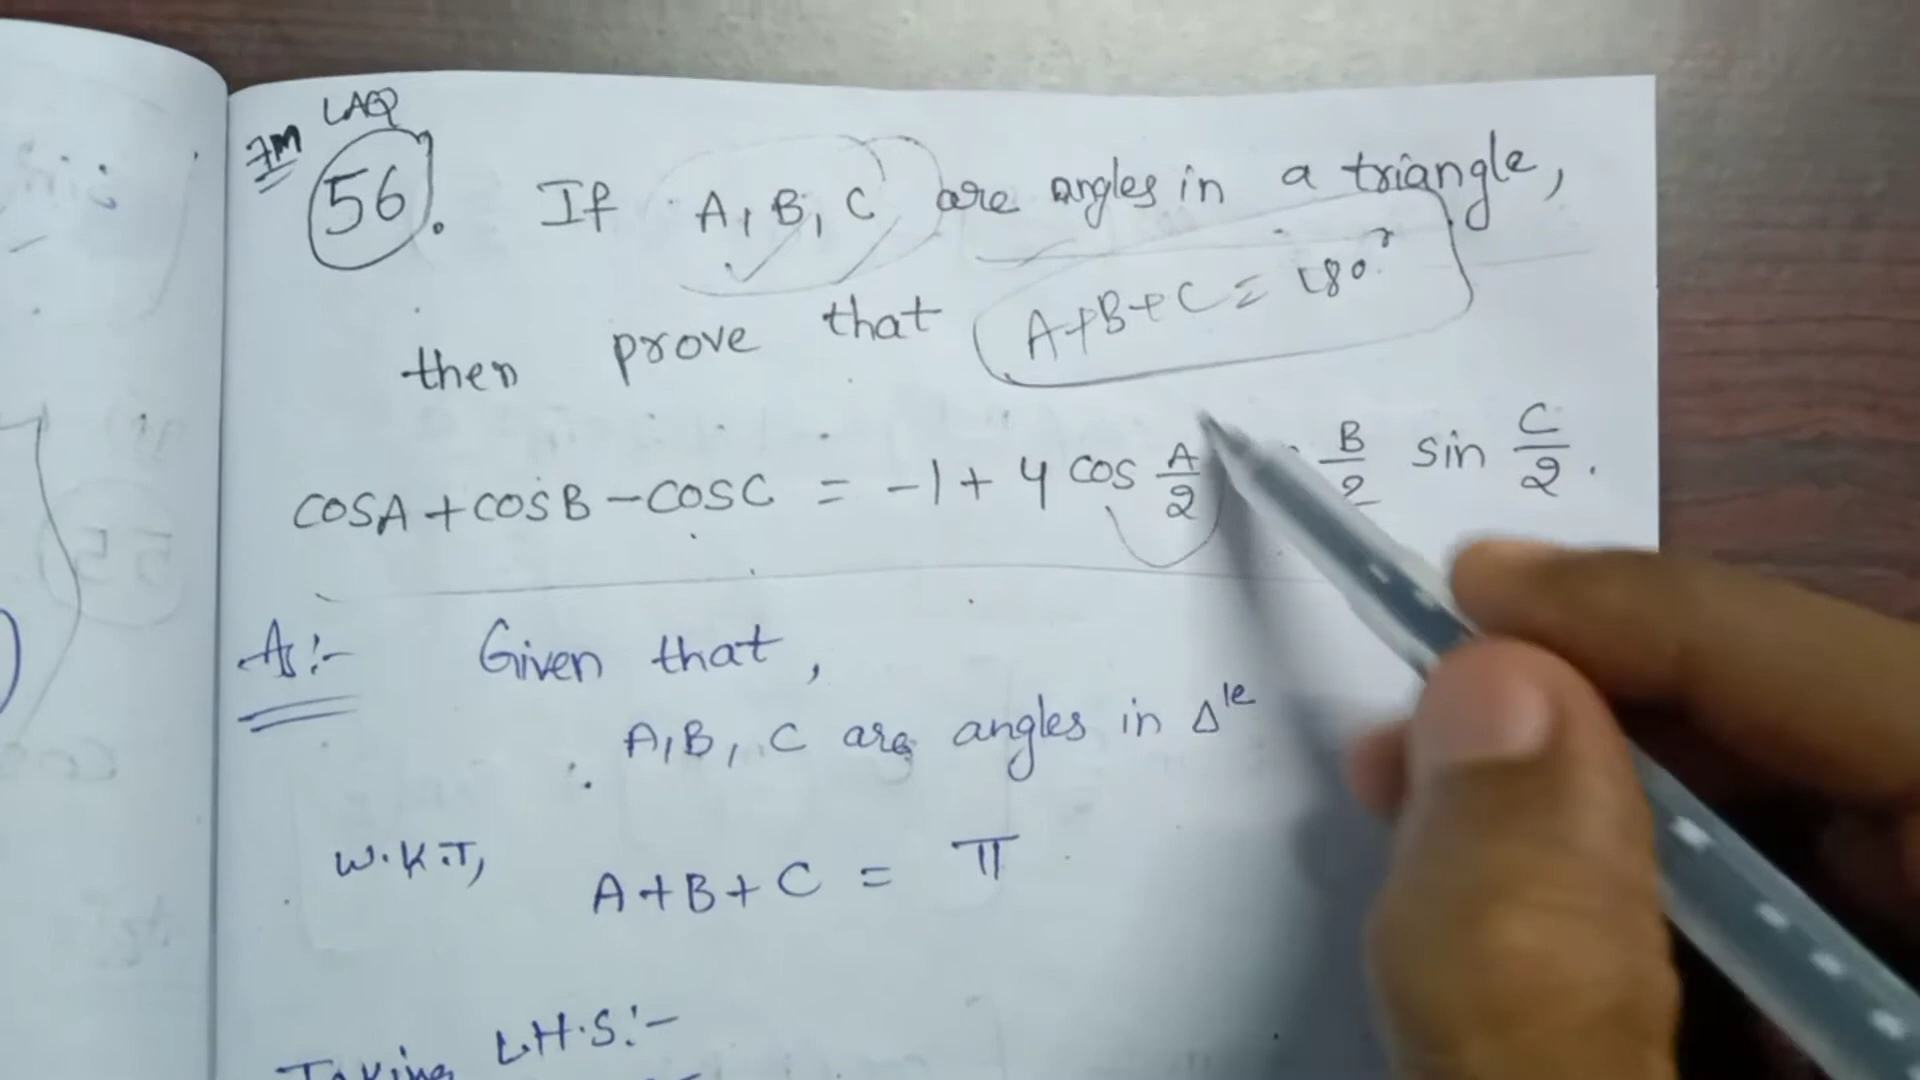 LAQ
7M
56. If A, B, C are angles in a triangle,
then prove that A+B+C = 180°
cosA + cosB - cosC = -1 + 4 cos A/2 B/2 sin C/2.
As:- Given that,
∴ A, B, C are angles in Δle
W.K.T, A+B+C = π
Taking L.H.S:-